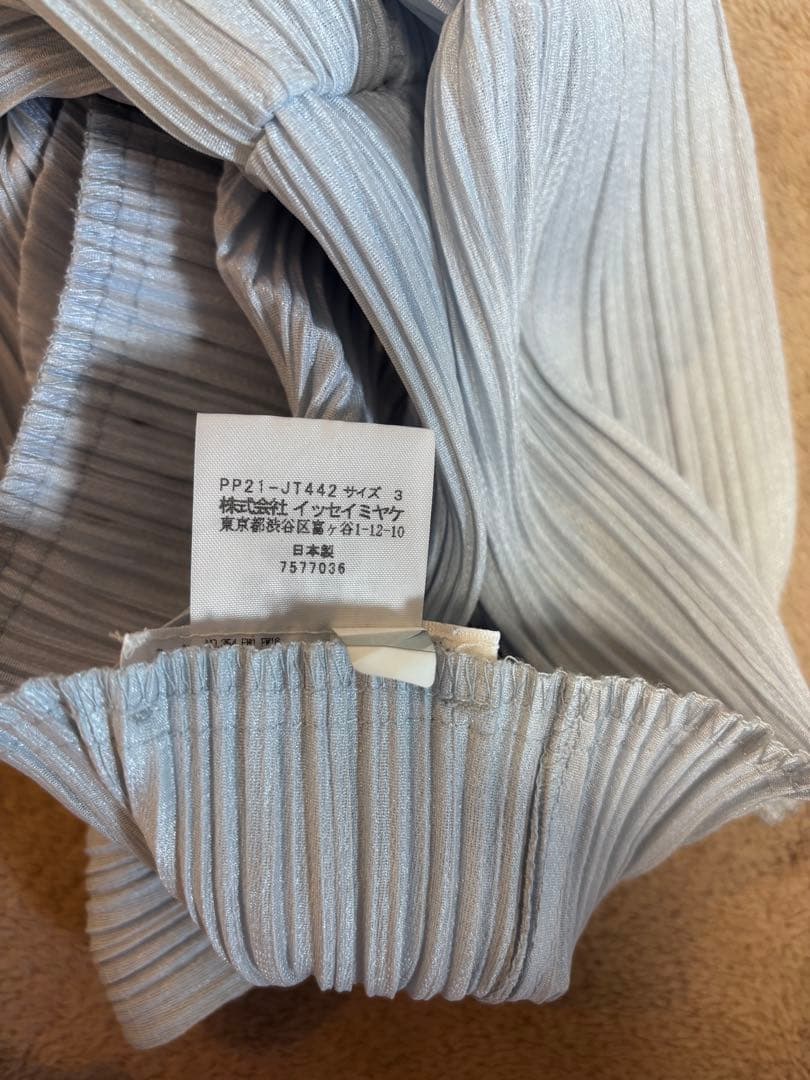 PP21-JT442 サイズ 3
株式会社 イッセイミヤケ
東京都渋谷区富ヶ谷1-12-10
日本製
7577036